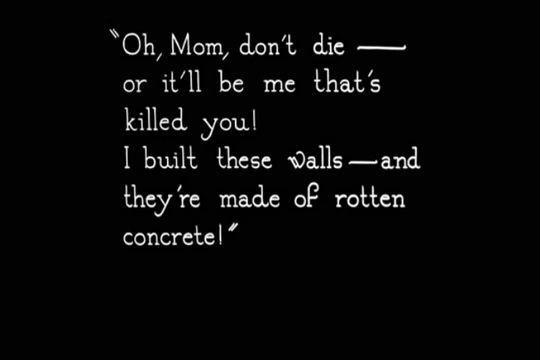 "Oh, Mom, don't die —
or it'll be me that's
killed you!
I built these walls — and
they're made of rotten
concrete!"